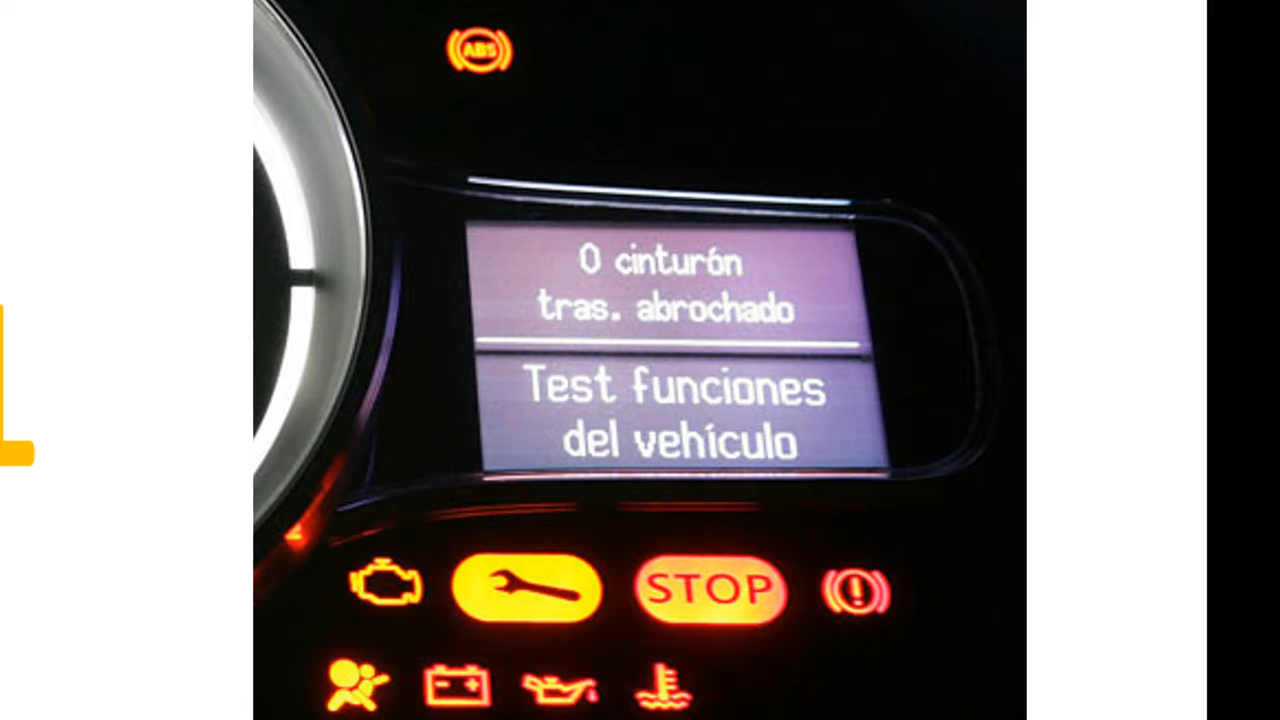 ABS
0 cinturón
tras. abrochado
Test funciones
del vehículo
STOP